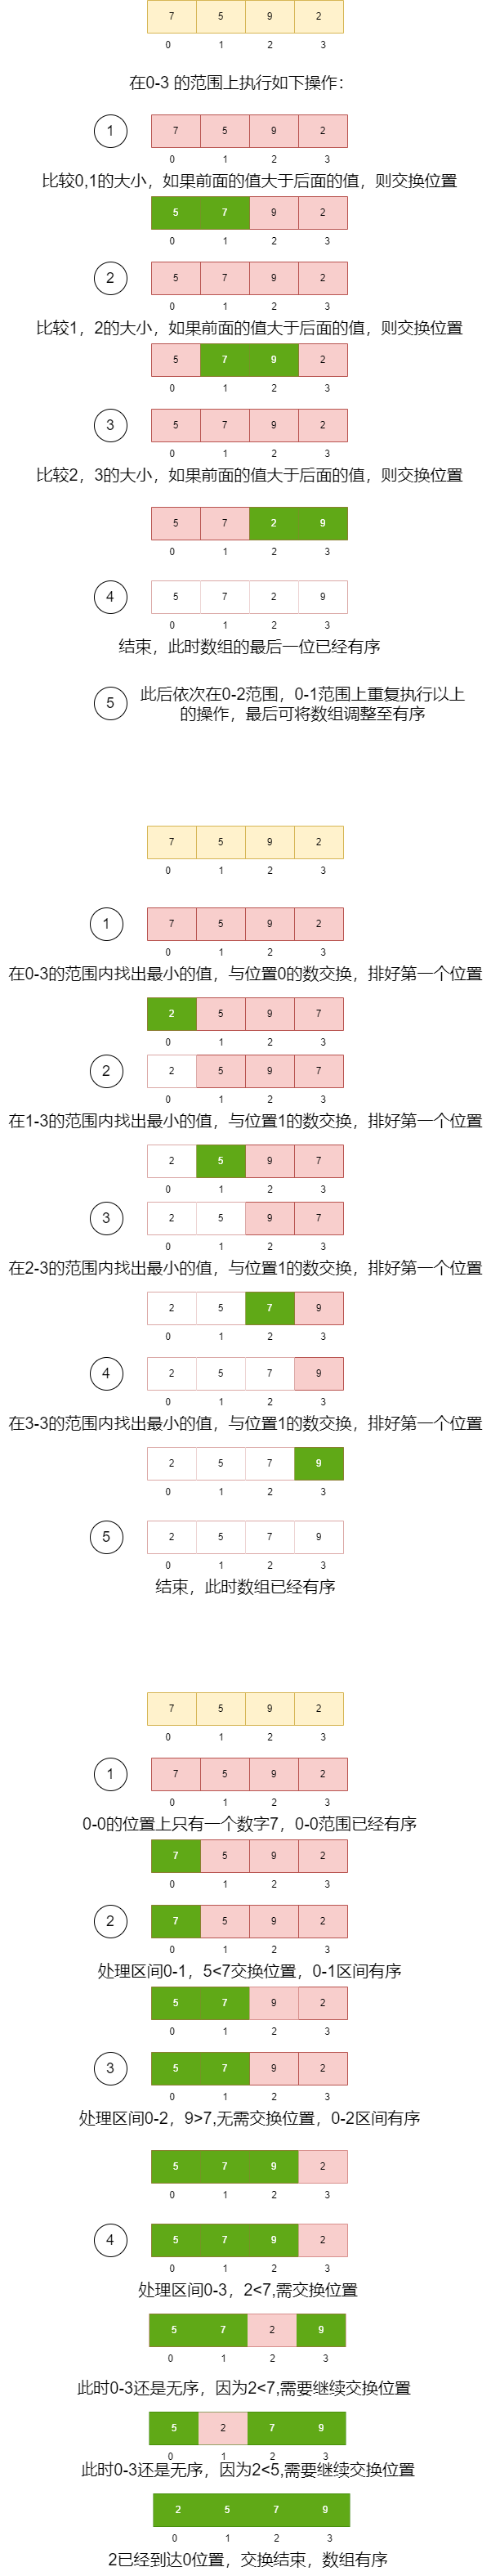 7 5 9 2
0 1 2 3
在0-3 的范围上执行如下操作：
1 7 5 9 2
0 1 2 3
比较0,1的大小，如果前面的值大于后面的值，则交换位置
5 7 9 2
0 1 2 3
2 5 7 9 2
0 1 2 3
比较1，2的大小，如果前面的值大于后面的值，则交换位置
5 7 9 2
0 1 2 3
3 5 7 9 2
0 1 2 3
比较2，3的大小，如果前面的值大于后面的值，则交换位置
5 7 2 9
0 1 2 3
4 5 7 2 9
0 1 2 3
结束，此时数组的最后一位已经有序
5 此后依次在0-2范围，0-1范围上重复执行以上
的操作，最后可将数组调整至有序
7 5 9 2
0 1 2 3
1 7 5 9 2
0 1 2 3
在0-3的范围内找出最小的值，与位置0的数交换，排好第一个位置
2 5 9 7
0 1 2 3
2 2 5 9 7
0 1 2 3
在1-3的范围内找出最小的值，与位置1的数交换，排好第一个位置
2 5 9 7
0 1 2 3
3 2 5 9 7
0 1 2 3
在2-3的范围内找出最小的值，与位置1的数交换，排好第一个位置
2 5 7 9
0 1 2 3
4 2 5 7 9
0 1 2 3
在3-3的范围内找出最小的值，与位置1的数交换，排好第一个位置
2 5 7 9
0 1 2 3
5 2 5 7 9
0 1 2 3
结束，此时数组已经有序
7 5 9 2
0 1 2 3
1 7 5 9 2
0 1 2 3
0-0的位置上只有一个数字7，0-0范围已经有序
7 5 9 2
0 1 2 3
2 7 5 9 2
0 1 2 3
处理区间0-1，5<7交换位置，0-1区间有序
5 7 9 2
0 1 2 3
3 5 7 9 2
0 1 2 3
处理区间0-2，9>7,无需交换位置，0-2区间有序
5 7 9 2
0 1 2 3
4 5 7 9 2
0 1 2 3
处理区间0-3，2<7,需交换位置
5 7 2 9
0 1 2 3
此时0-3还是无序，因为2<7,需要继续交换位置
5 2 7 9
0 1 2 3
此时0-3还是无序，因为2<5,需要继续交换位置
2 5 7 9
0 1 2 3
2已经到达0位置，交换结束，数组有序